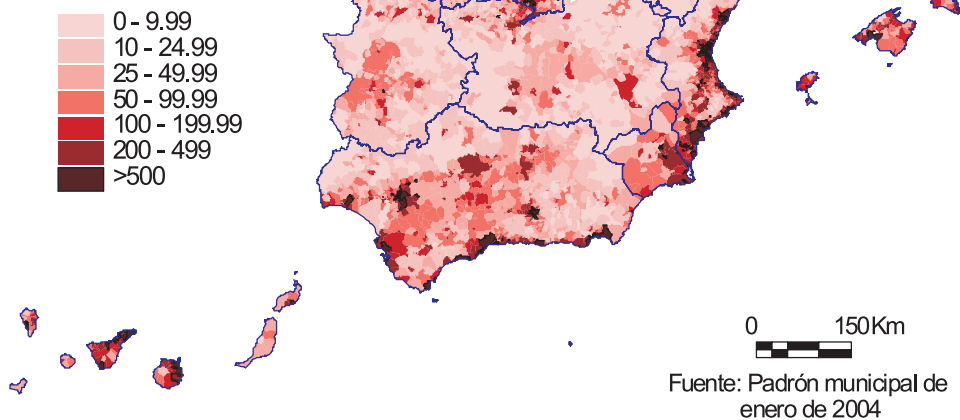 0 - 9.99
10 - 24.99
25 - 49.99
50 - 99.99
100 - 199.99
200 - 499
>500
0 150Km
Fuente: Padrón municipal de
enero de 2004